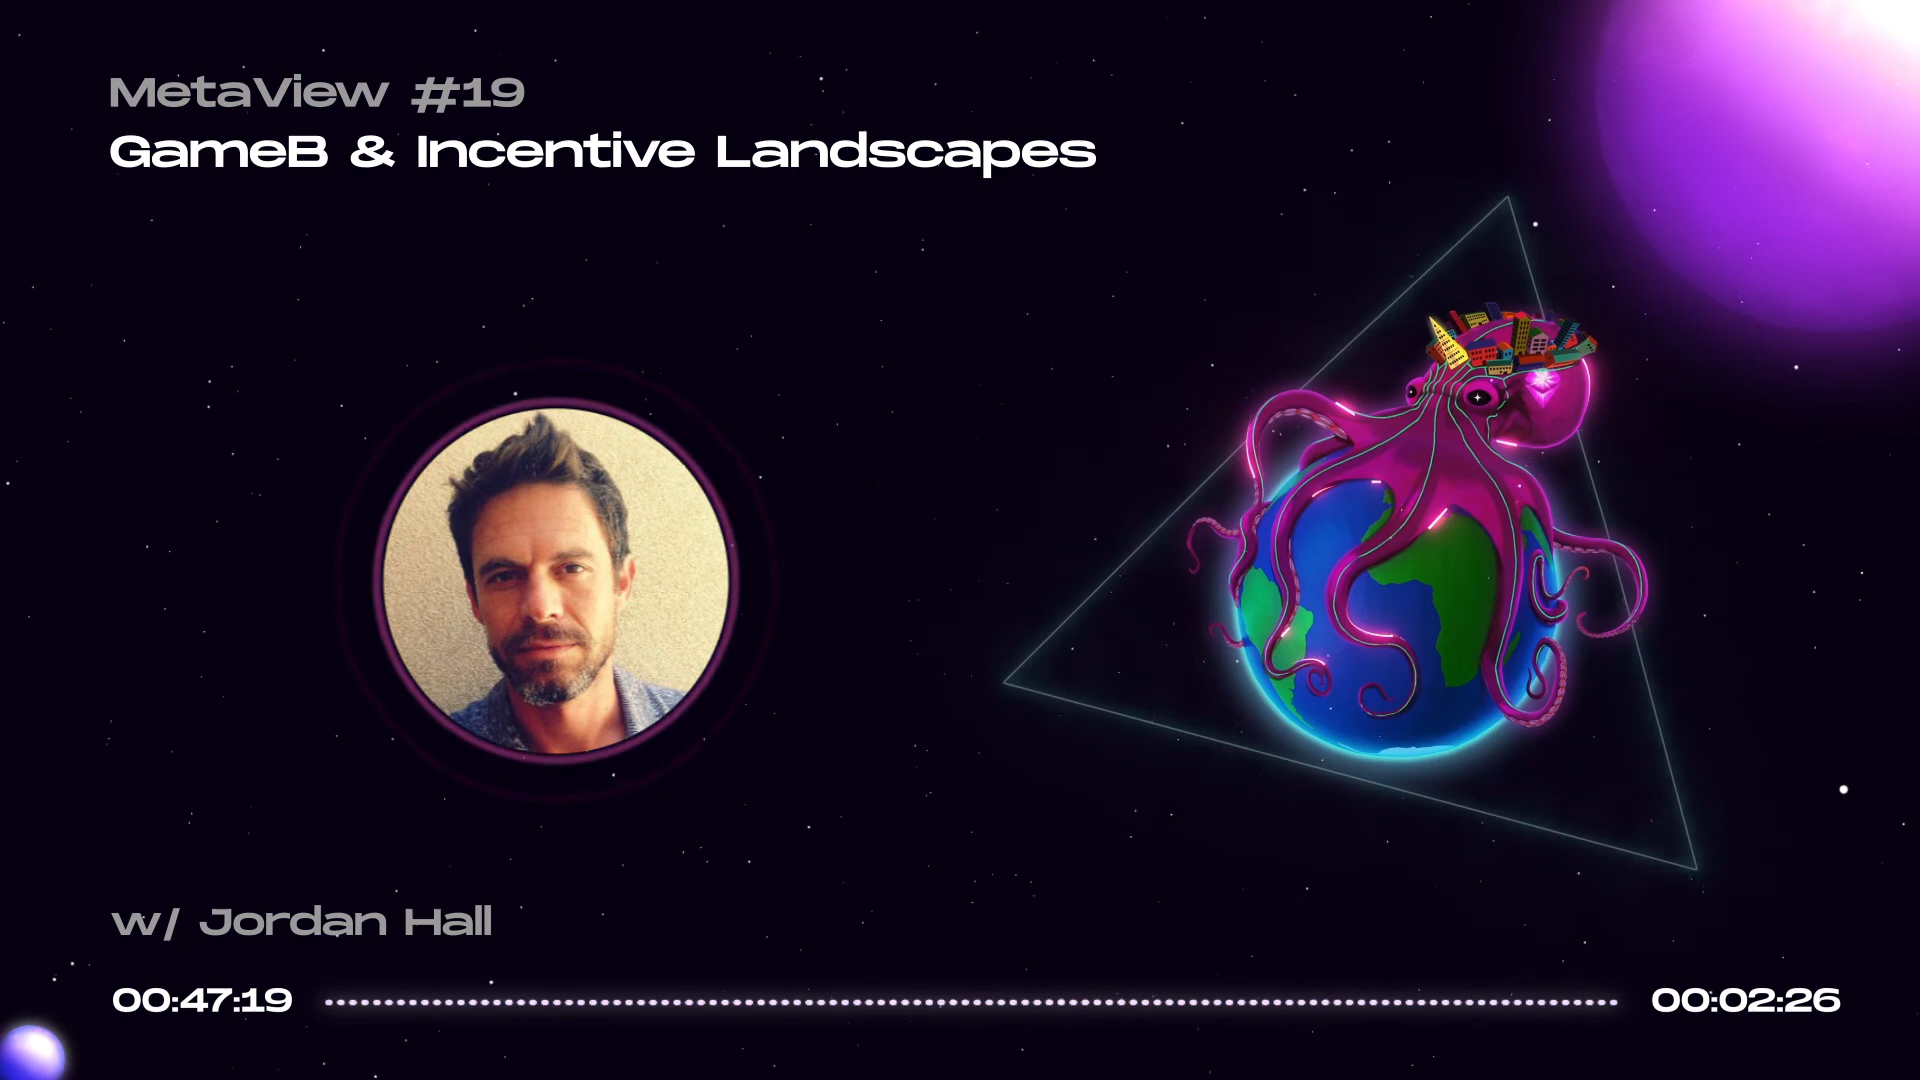 MetaView #19
GameB & Incentive Landscapes
w/ Jordan Hall
00:47:19
00:02:26